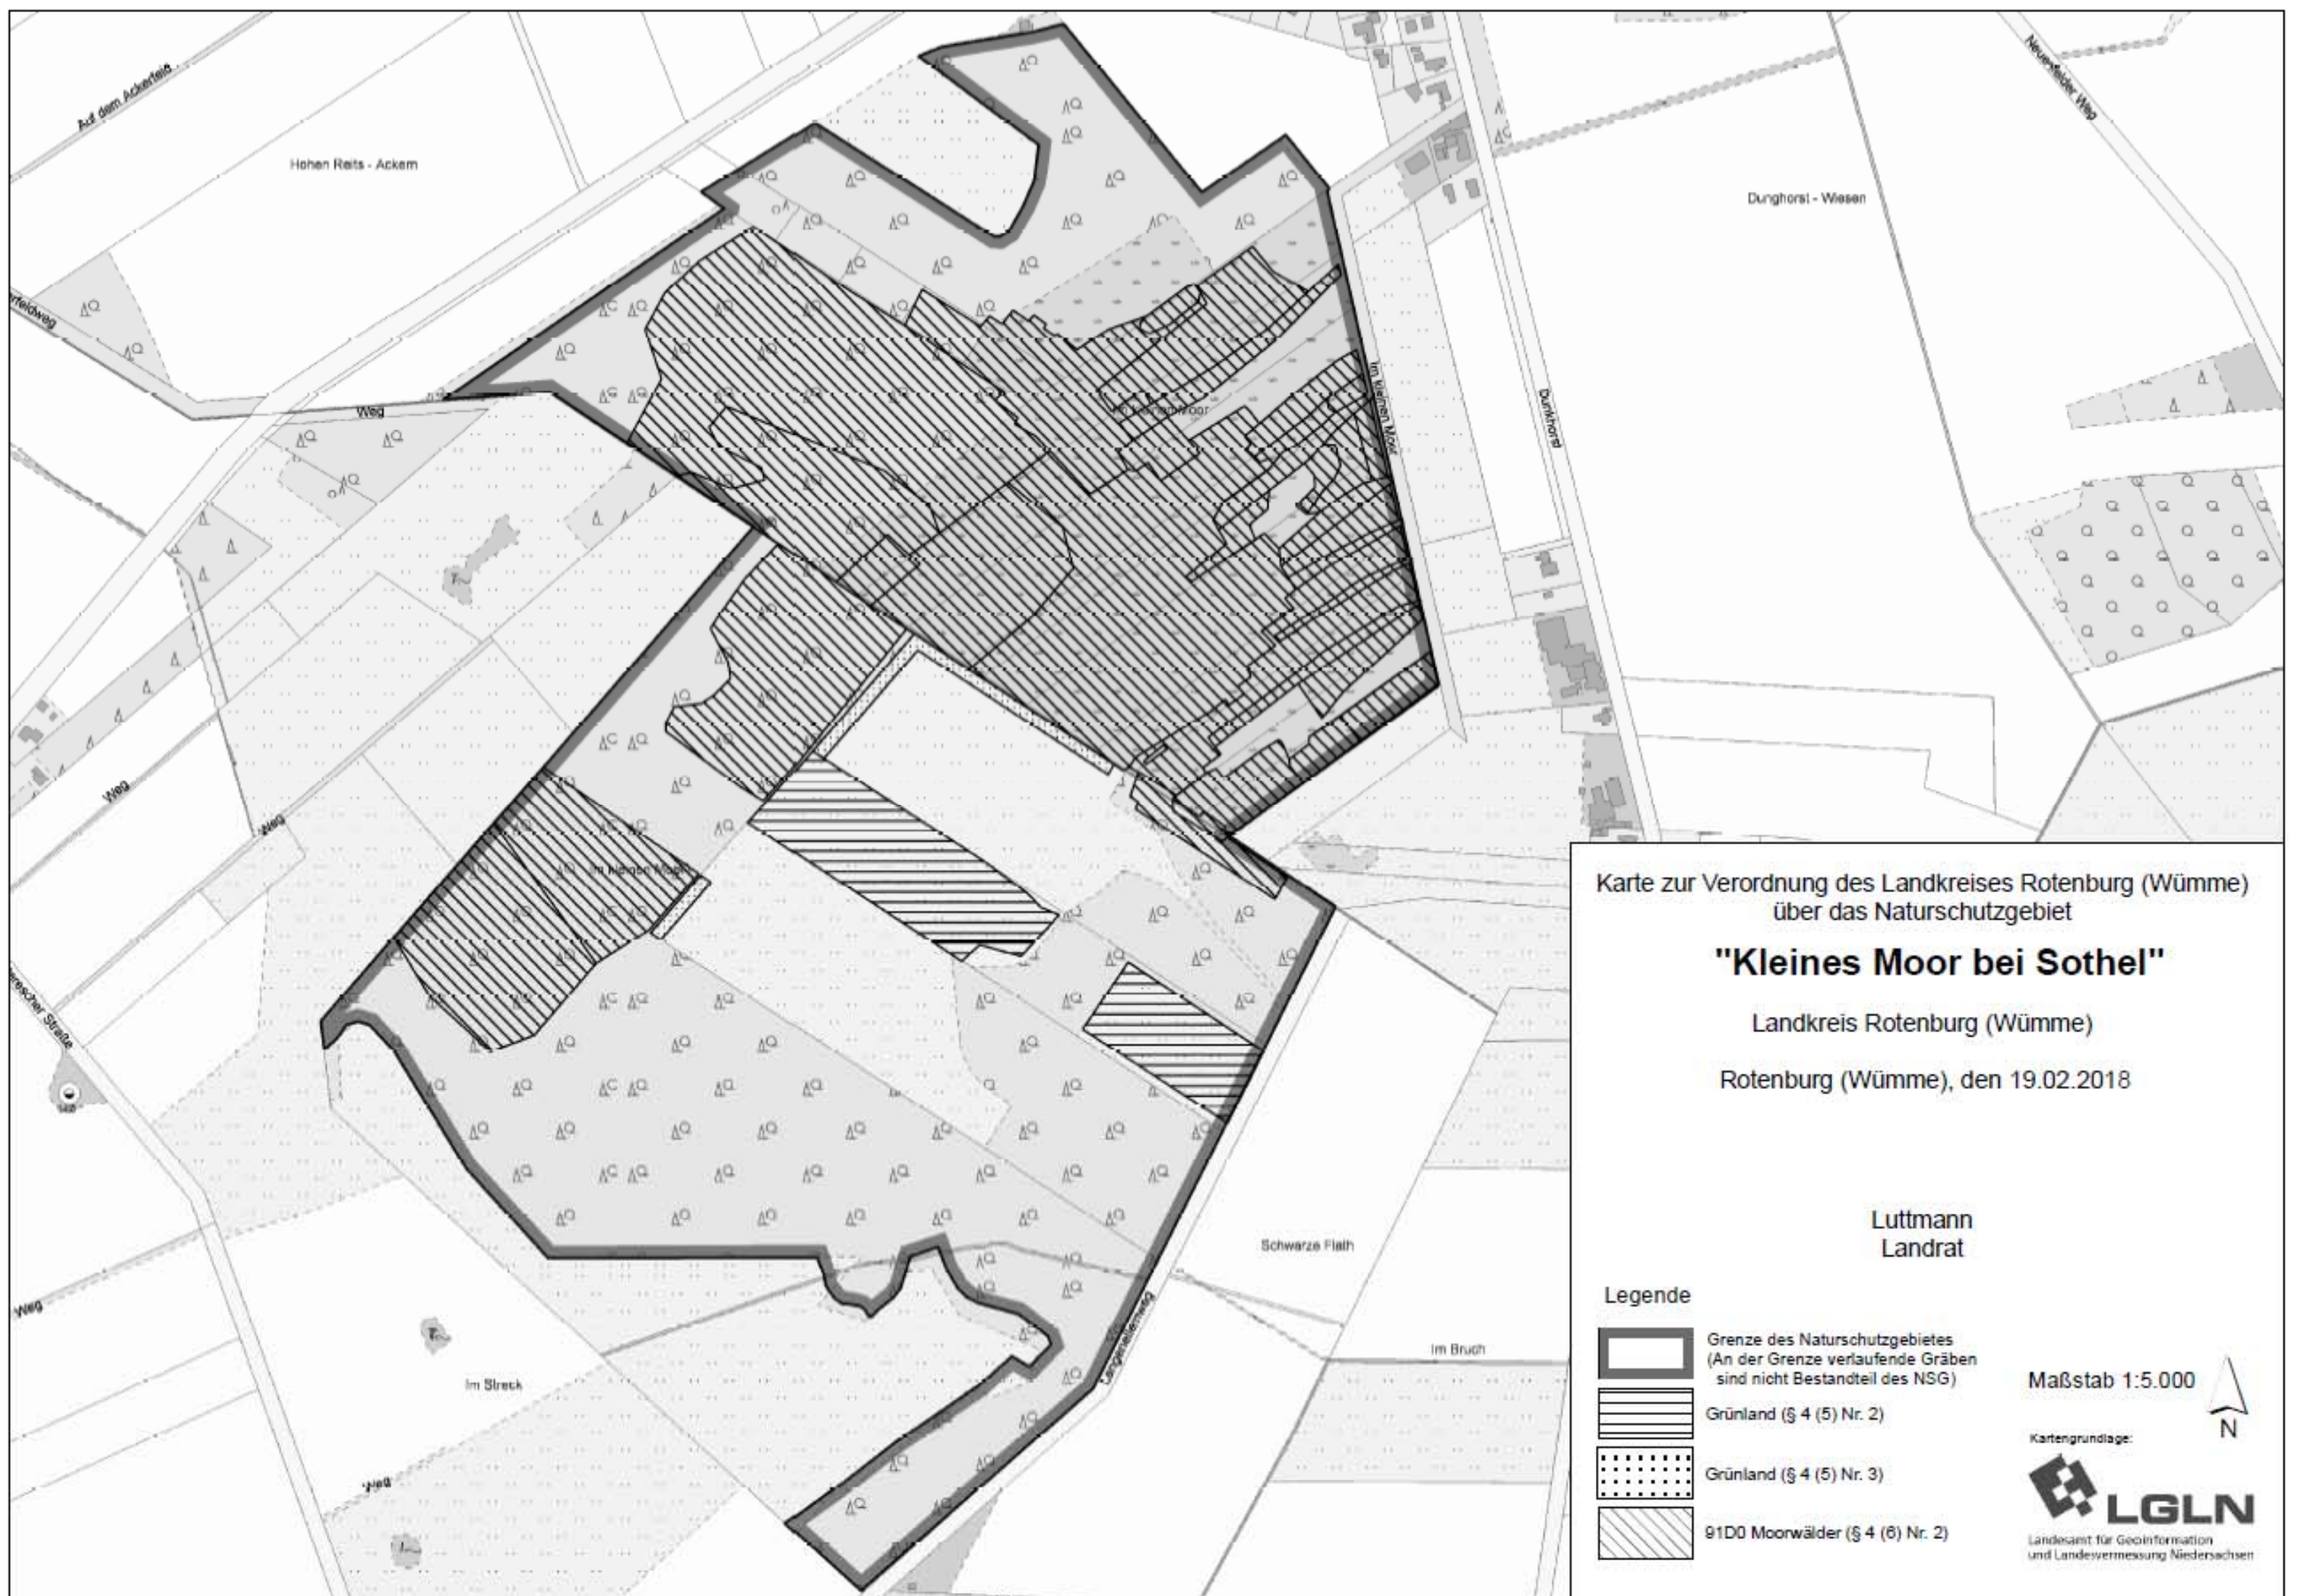 Auf dem Ackerfeld
Hohen Reits - Ackern
Neuenfelder Weg
Dunghorst - Wiesen
Weg
Im kleinen Moor
Im kleinen Moor
Dunkhorst
Weg
Weg
Im kleinen Moor
Straße
Weg
Im Streck
Weg
Schwarze Flath
Im Bruch
Karte zur Verordnung des Landkreises Rotenburg (Wümme)
über das Naturschutzgebiet
"Kleines Moor bei Sothel"
Landkreis Rotenburg (Wümme)
Rotenburg (Wümme), den 19.02.2018
Luttmann
Landrat
Legende
Grenze des Naturschutzgebietes
(An der Grenze verlaufende Gräben
sind nicht Bestandteil des NSG)
Grünland (§ 4 (5) Nr. 2)
Grünland (§ 4 (5) Nr. 3)
91D0 Moorwälder (§ 4 (6) Nr. 2)
Maßstab 1:5.000
N
Kartengrundlage:
LGLN
Landesamt für Geoinformation
und Landesvermessung Niedersachsen